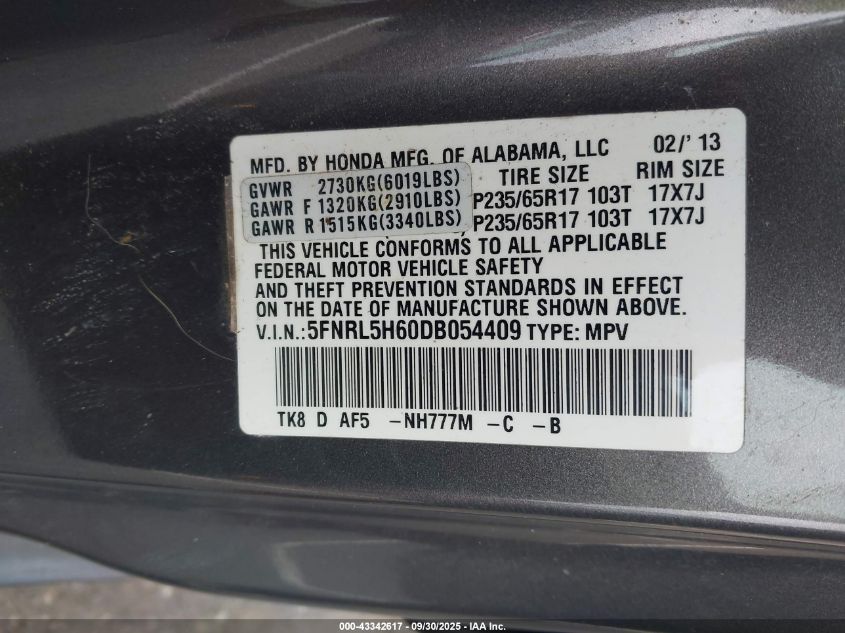 MFD. BY HONDA MFG. OF ALABAMA, LLC 02/' 13
TIRE SIZE RIM SIZE
GVWR 2730KG(6019LBS)
GAWR F 1320KG(2910LBS) P235/65R17 103T 17X7J
GAWR R 1515KG(3340LBS) P235/65R17 103T 17X7J
THIS VEHICLE CONFORMS TO ALL APPLICABLE
FEDERAL MOTOR VEHICLE SAFETY
AND THEFT PREVENTION STANDARDS IN EFFECT
ON THE DATE OF MANUFACTURE SHOWN ABOVE.
V.I.N.: 5FNRL5H60DB054409 TYPE: MPV
TK8 D AF5 -NH777M -C -B
000-43342617 - 09/30/2025 - IAA Inc.